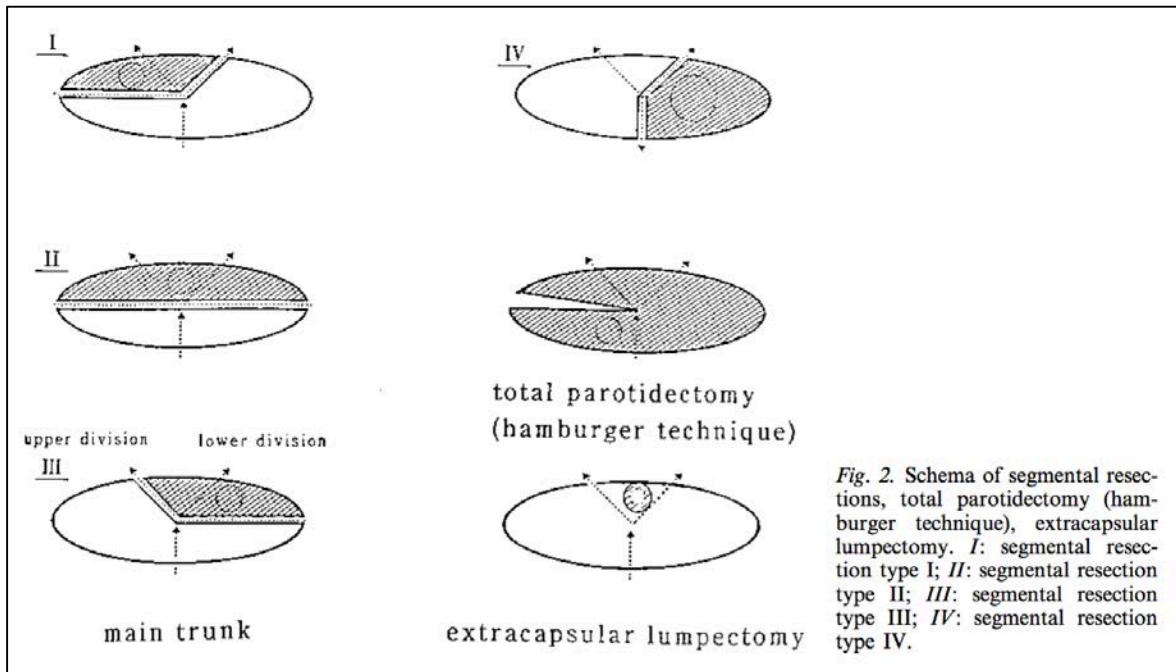 I
IV
II
total parotidectomy
(hamburger technique)
upper division
lower division
III
main trunk
extracapsular lumpectomy
Fig. 2. Schema of segmental resec-
tions, total parotidectomy (ham-
burger technique), extracapsular
lumpectomy. I: segmental resec-
tion type I; II: segmental resection
type II; III: segmental resection
type III; IV: segmental resection
type IV.